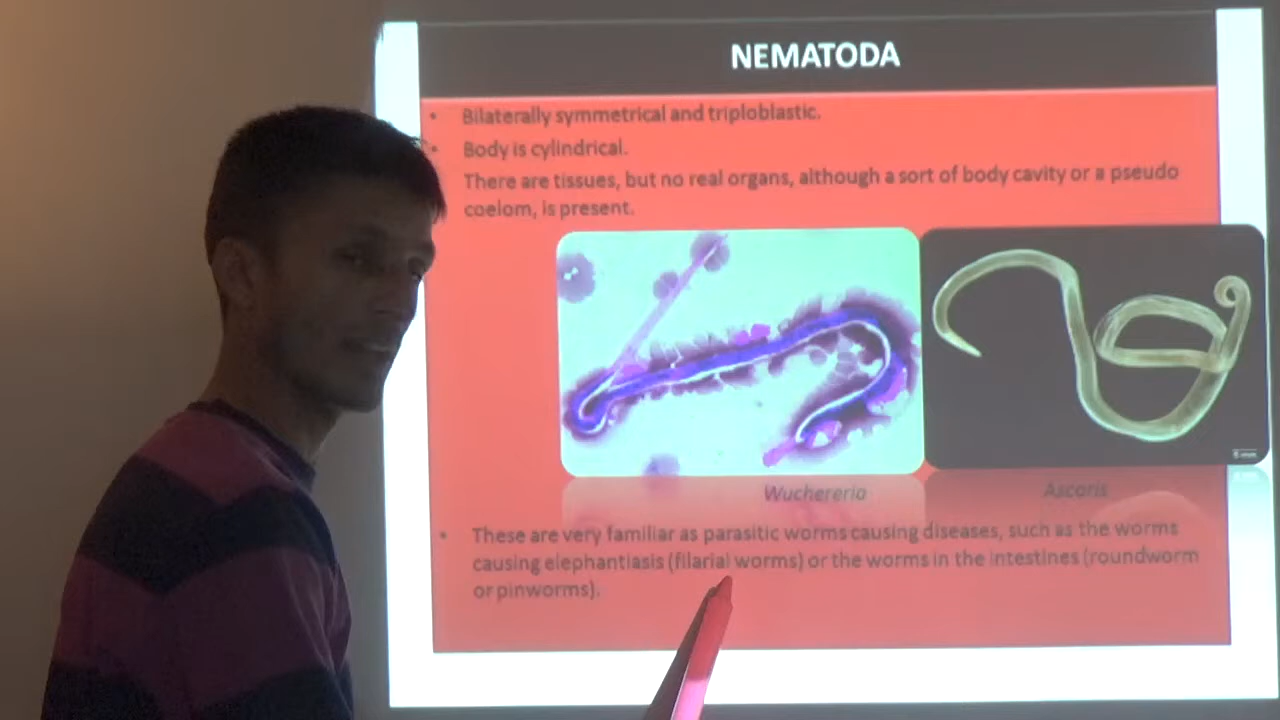 NEMATODA
• Bilaterally symmetrical and triploblastic.
• Body is cylindrical.
There are tissues, but no real organs, although a sort of body cavity or a pseudo
coelom, is present.
Wuchereria
Ascaris
• These are very familiar as parasitic worms causing diseases, such as the worms
causing elephantiasis (filarial worms) or the worms in the intestines (roundworm
or pinworms).